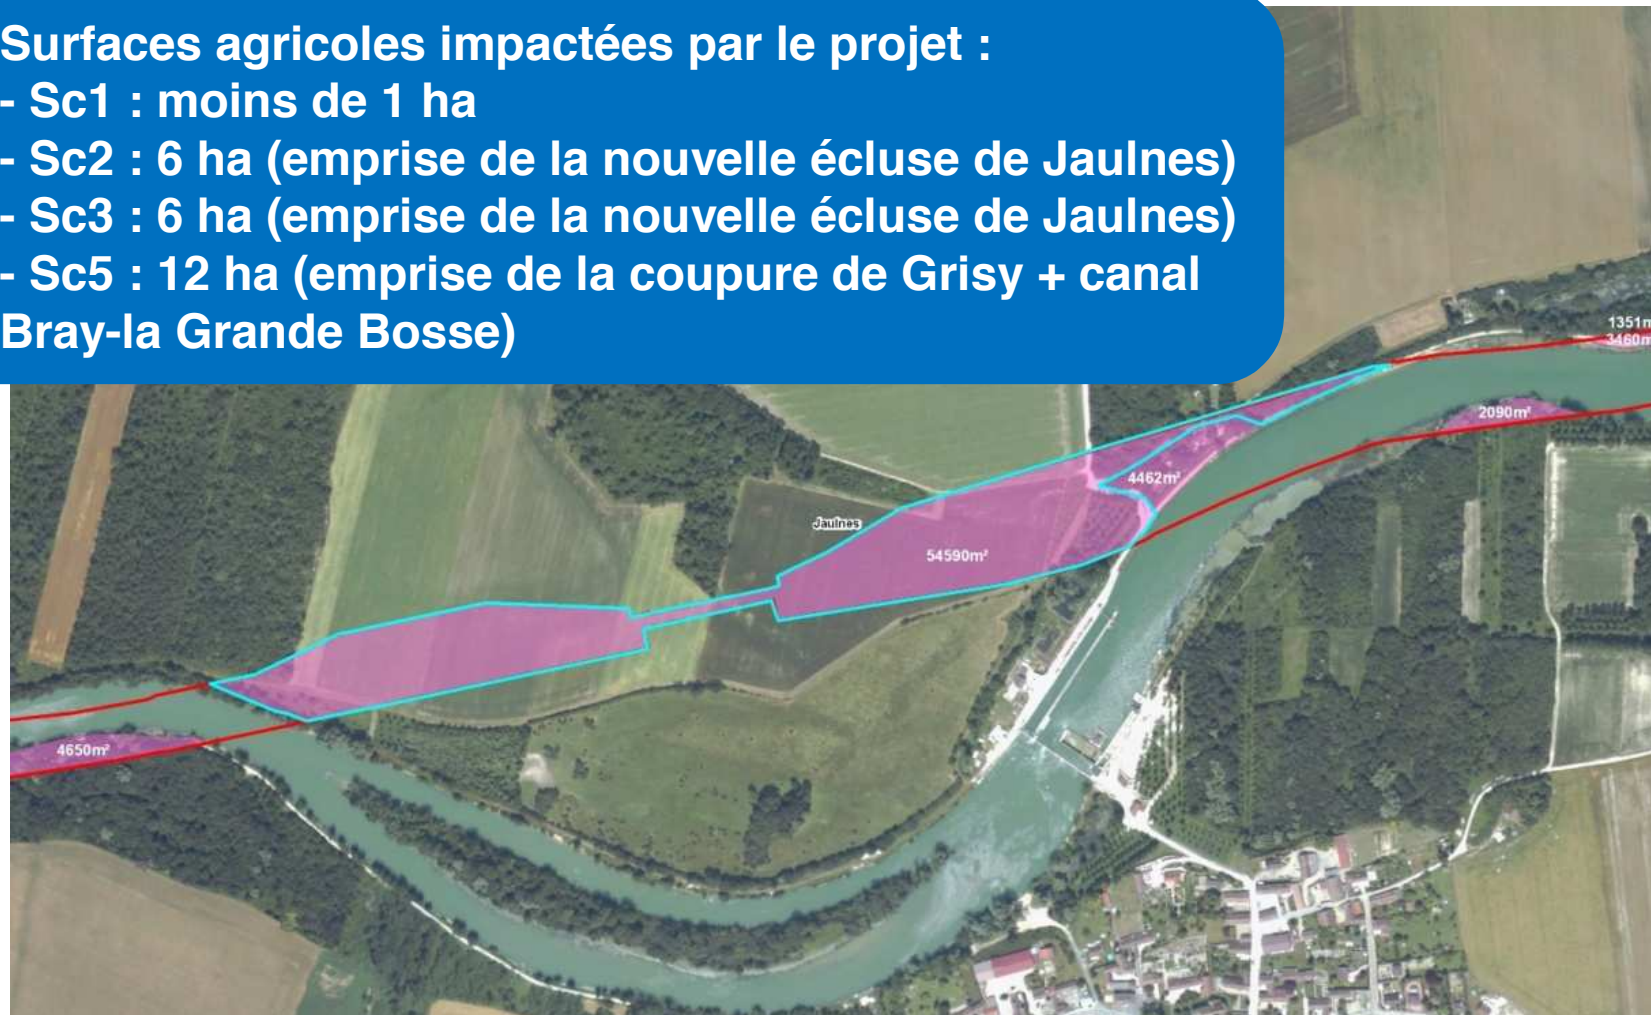 Surfaces agricoles impactées par le projet :
- Sc1 : moins de 1 ha
- Sc2 : 6 ha (emprise de la nouvelle écluse de Jaulnes)
- Sc3 : 6 ha (emprise de la nouvelle écluse de Jaulnes)
- Sc5 : 12 ha (emprise de la coupure de Grisy + canal
Bray-la Grande Bosse)
1351m
3460m
2090m²
4462m²
Jaulnes
54590m²
4650m²